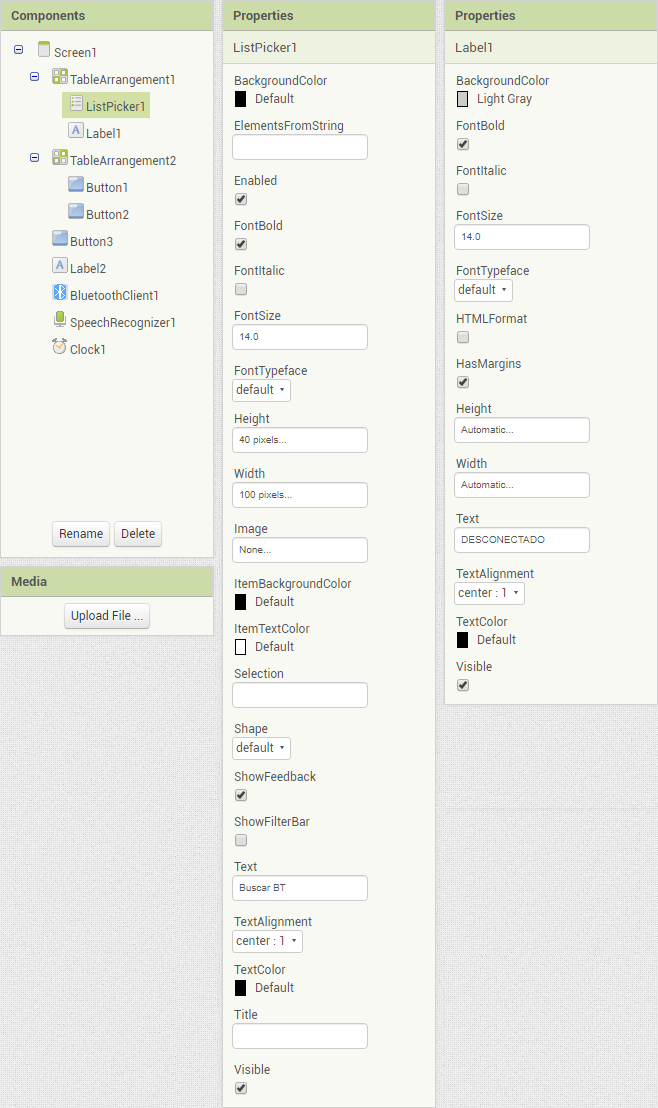 Components
Screen1
TableArrangement1
ListPicker1
Label1
TableArrangement2
Button1
Button2
Button3
Label2
BluetoothClient1
SpeechRecognizer1
Clock1
Rename Delete
Media
Upload File ...
Properties
ListPicker1
BackgroundColor
Default
ElementsFromString
Enabled
FontBold
FontItalic
FontSize
14.0
FontTypeface
default
Height
40 pixels...
Width
100 pixels...
Image
None...
ItemBackgroundColor
Default
ItemTextColor
Default
Selection
Shape
default
ShowFeedback
ShowFilterBar
Text
Buscar BT
TextAlignment
center : 1
TextColor
Default
Title
Visible
Properties
Label1
BackgroundColor
Light Gray
FontBold
FontItalic
FontSize
14.0
FontTypeface
default
HTMLFormat
HasMargins
Height
Automatic...
Width
Automatic...
Text
DESCONECTADO
TextAlignment
center : 1
TextColor
Default
Visible